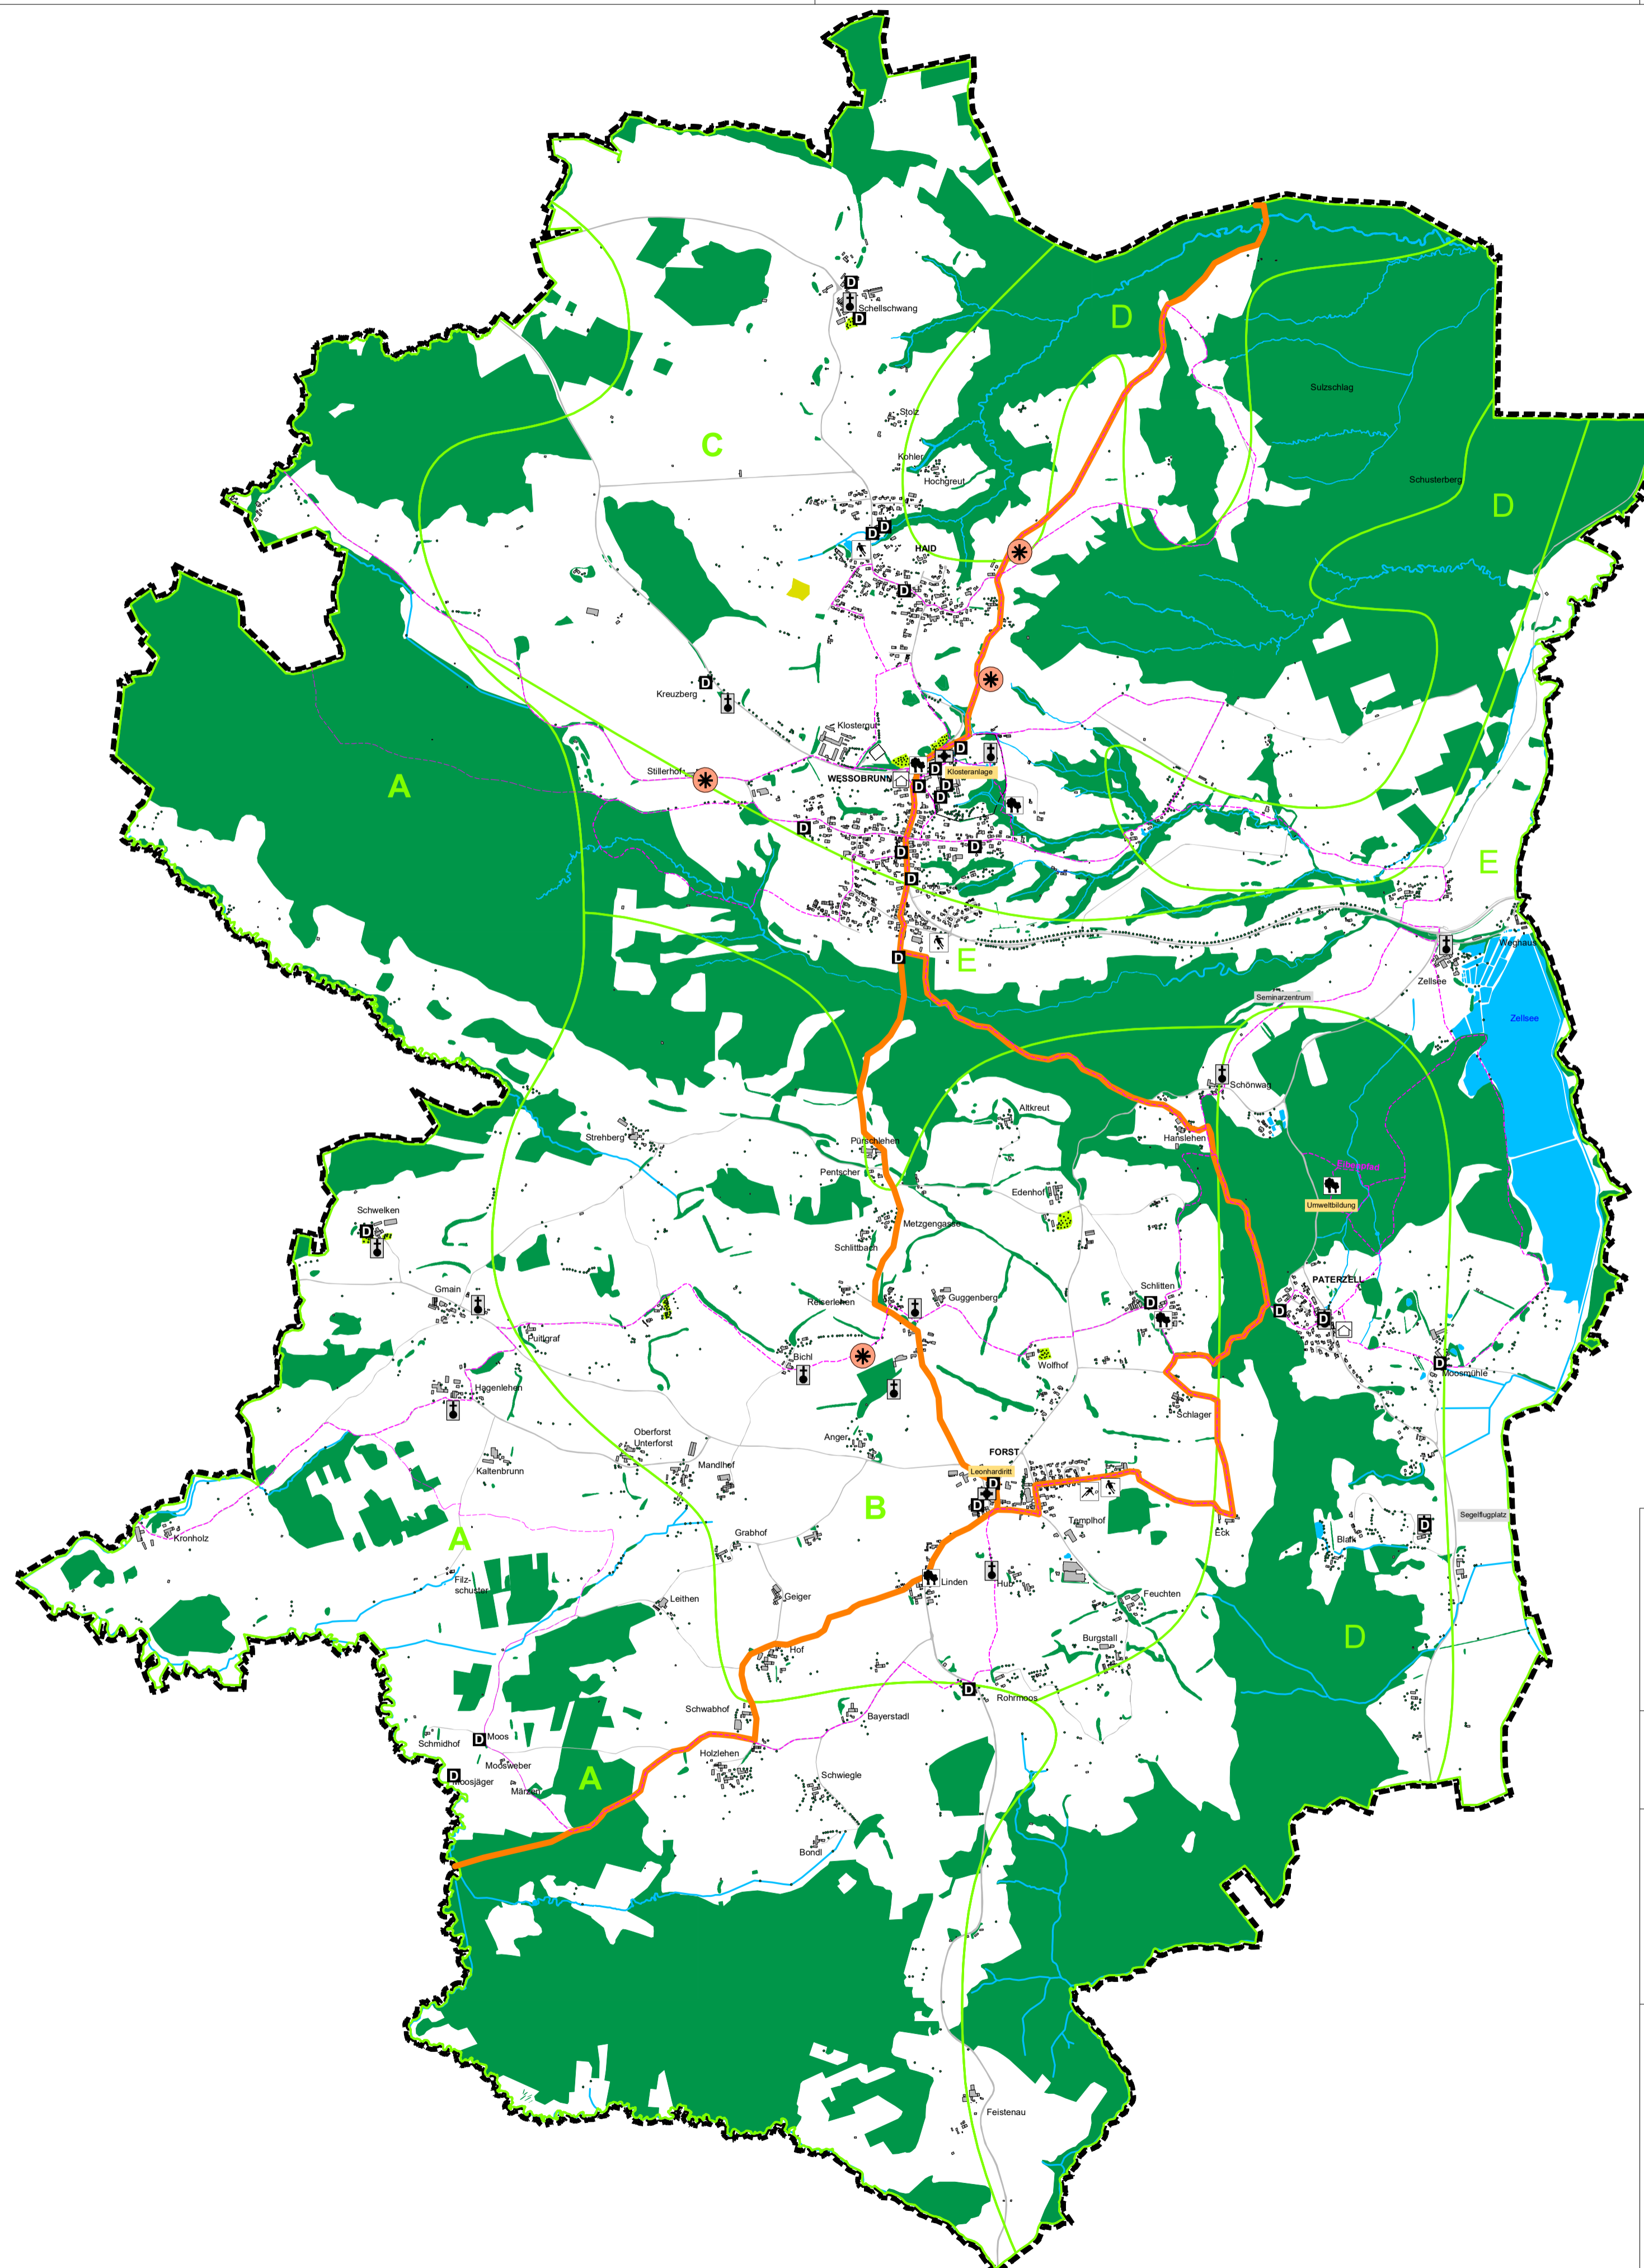 D
Schellschwang
D
D
Sulzschlag
Stolz
C
Kohler
Hochgreut
Schusterberg
D
D
D
HAID
D
D
Kreuzberg
Klostergut
D
D
Klosteranlage
Stillerhof
WESSOBRUNN
D
D
D
A
D
D
D
E
D
Weghaus
D
E
Zellsee
Seminarzentrum
Zellsee
Schönwag
Altkreut
Strehberg
Hanslehen
Pürschlehen
Pentscher
Edenhof
Umweltbildung
Schwelken
D
Metzgengasse
Schlittbach
PATERZELL
Gmain
Schlitten
Guggenberg
Reiserlehen
D
D
D
Puitlgraf
Bichl
Wolfhof
D
Moosmühle
Hagenlehen
Schlager
Oberforst
Unterforst
Anger
FORST
Mandlhof
Kaltenbrunn
Leonhardiritt
D
D
B
Segelflugplatz
Templhof
D
Kronholz
A
Grabhof
Eck
Blaik
Filz-
schuster
Linden
Hub
Geiger
Leithen
Feuchten
Burgstall
D
Hof
D
Rohrmoos
Schwabhof
Bayerstadl
Schmidhof
D
Moos
Holzlehen
Moosweber
D
Moosjäger
A
Schwiegle
Bondl
Feistenau